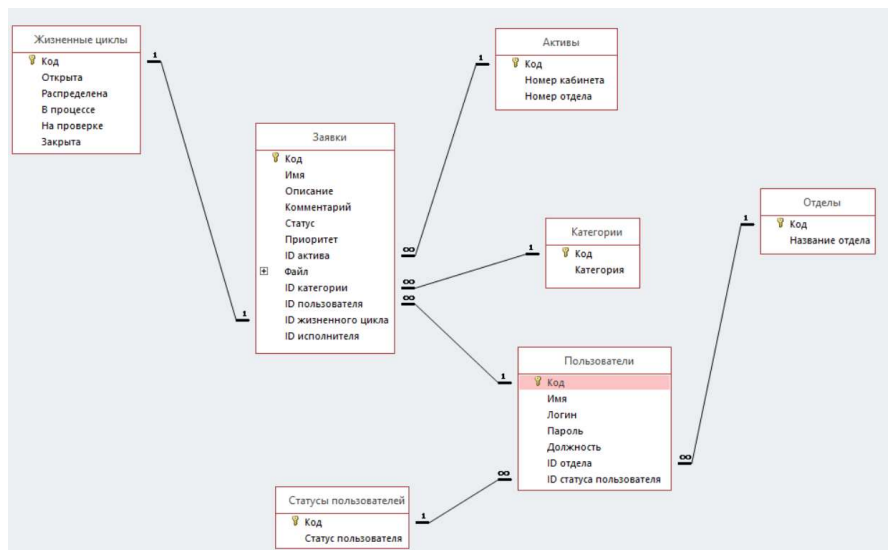 Жизненные циклы
Код
Открыта
Распределена
В процессе
На проверке
Закрыта
1
1
Заявки
Код
Имя
Описание
Комментарий
Статус
Приоритет
ID актива
Файл
ID категории
ID пользователя
ID жизненного цикла
ID исполнителя
∞
∞
∞
Активы
Код
Номер кабинета
Номер отдела
1
Категории
Код
Категория
1
Отделы
Код
Название отдела
1
Пользователи
Код
Имя
Логин
Пароль
Должность
ID отдела
ID статуса пользователя
1
∞
∞
Статусы пользователей
Код
Статус пользователя
1